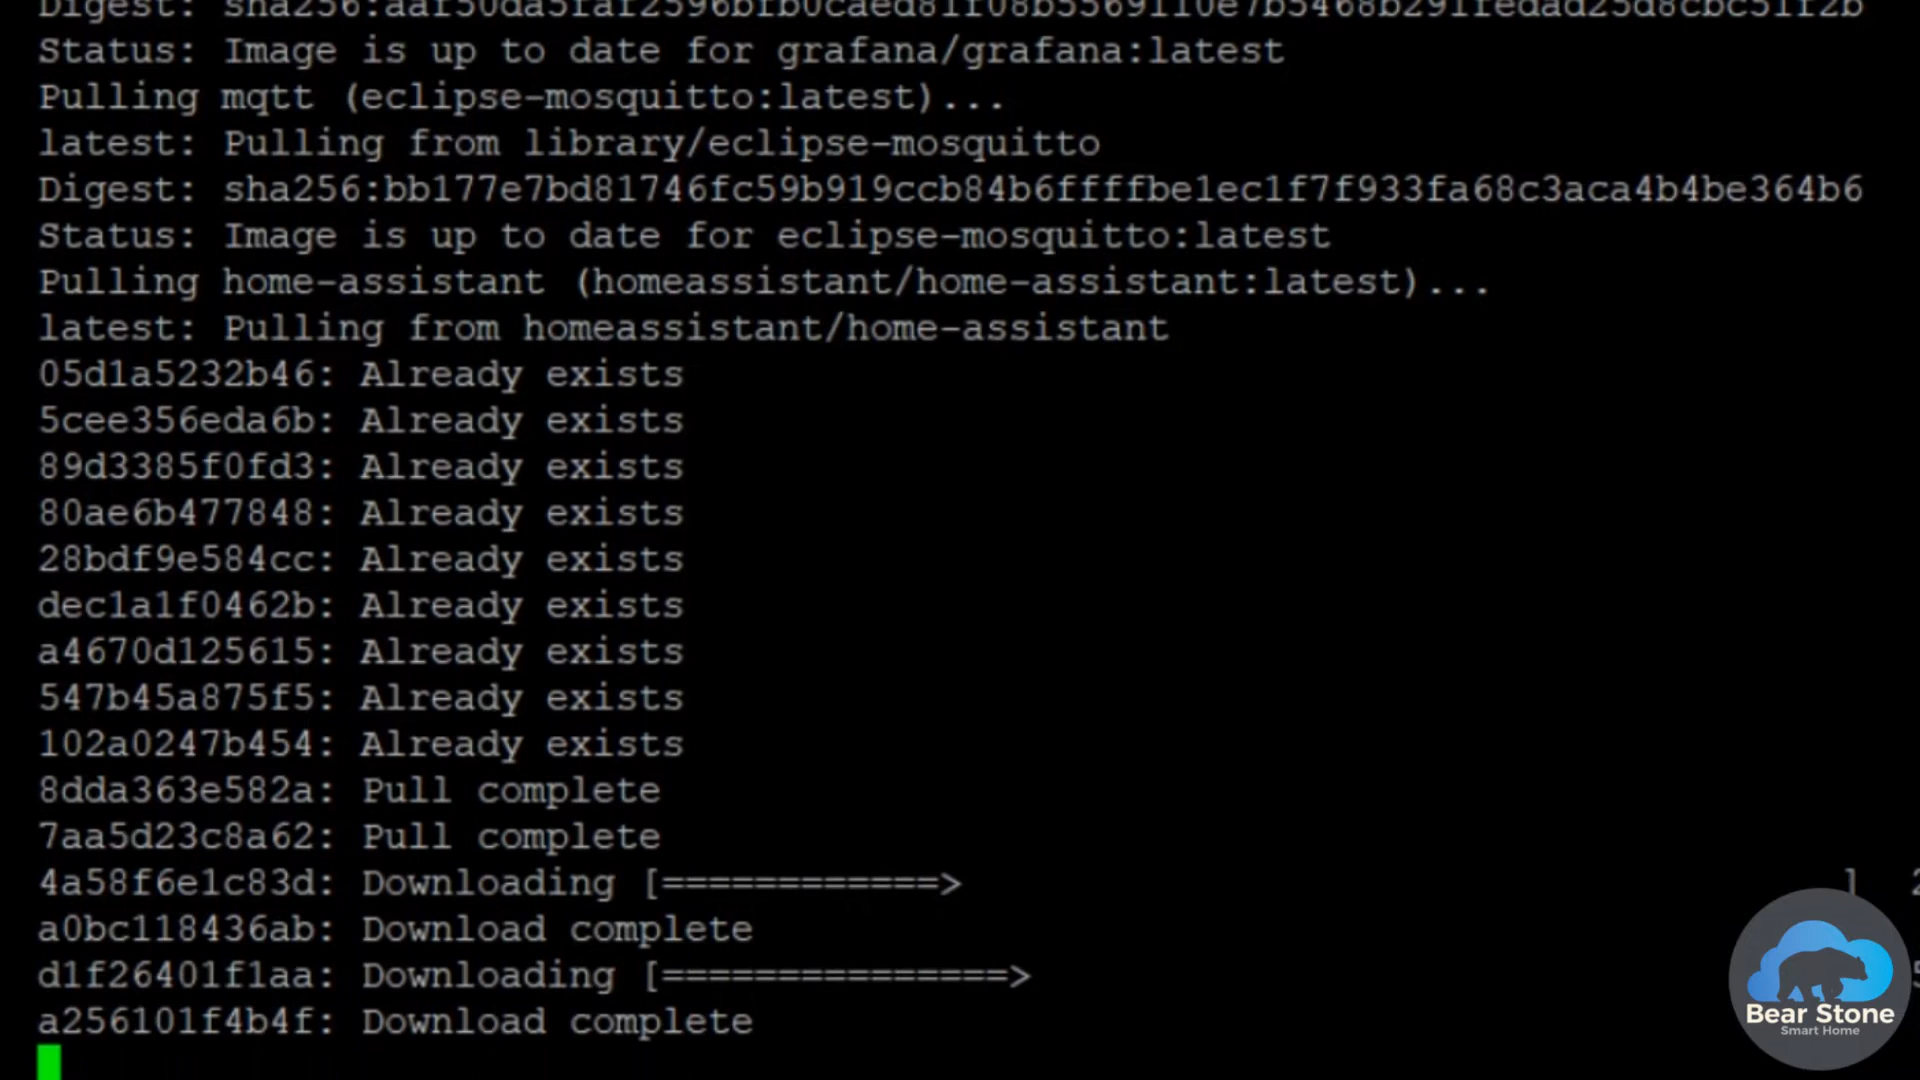 Status: Image is up to date for grafana/grafana:latest
Pulling mqtt (eclipse-mosquitto:latest)...
latest: Pulling from library/eclipse-mosquitto
Digest: sha256:bb177e7bd81746fc59b919ccb84b6ffffbe1ec1f7f933fa68c3aca4b4be364b6
Status: Image is up to date for eclipse-mosquitto:latest
Pulling home-assistant (homeassistant/home-assistant:latest)...
latest: Pulling from homeassistant/home-assistant
05d1a5232b46: Already exists
5cee356eda6b: Already exists
89d3385f0fd3: Already exists
80ae6b477848: Already exists
28bdf9e584cc: Already exists
dec1a1f0462b: Already exists
a4670d125615: Already exists
547b45a875f5: Already exists
102a0247b454: Already exists
8dda363e582a: Pull complete
7aa5d23c8a62: Pull complete
4a58f6e1c83d: Downloading [============> ]
a0bc118436ab: Download complete
d1f26401f1aa: Downloading [===============>
a256101f4b4f: Download complete
Bear Stone
Smart Home